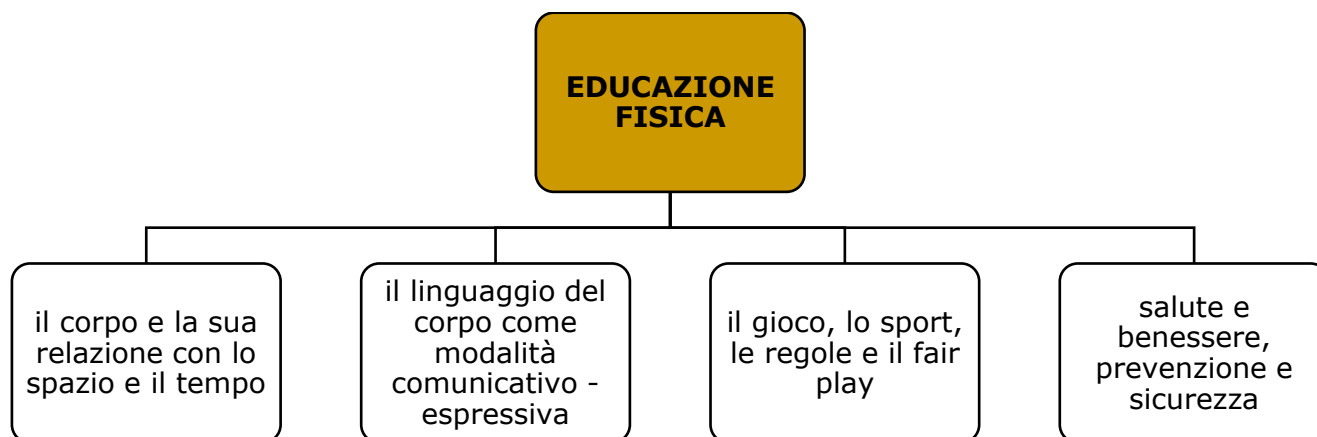 EDUCAZIONE
FISICA
il corpo e la sua
relazione con lo
spazio e il tempo
il linguaggio del
corpo come
modalità
comunicativo -
espressiva
il gioco, lo sport,
le regole e il fair
play
salute e
benessere,
prevenzione e
sicurezza